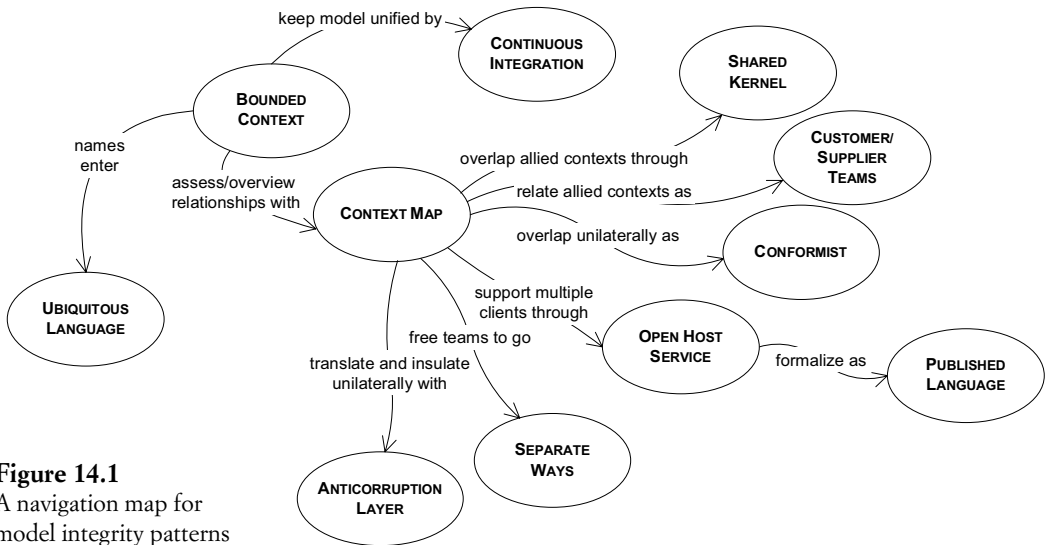 keep model unified by
CONTINUOUS
INTEGRATION
SHARED
KERNEL
BOUNDED
CONTEXT
names
enter
assess/overview
relationships with
overlap allied contexts through
CUSTOMER/
SUPPLIER
TEAMS
relate allied contexts as
CONTEXT MAP
overlap unilaterally as
CONFORMIST
UBIQUITOUS
LANGUAGE
support multiple
clients through
free teams to go
OPEN HOST
SERVICE
formalize as
PUBLISHED
LANGUAGE
translate and insulate
unilaterally with
SEPARATE
WAYS
ANTICORRUPTION
LAYER
Figure 14.1
A navigation map for
model integrity patterns